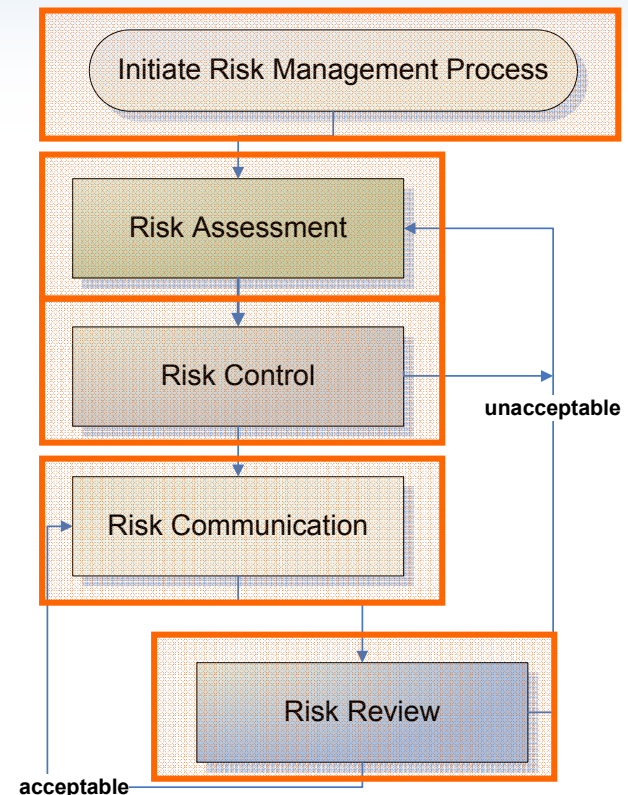 Initiate Risk Management Process
Risk Assessment
Risk Control
unacceptable
Risk Communication
Risk Review
acceptable